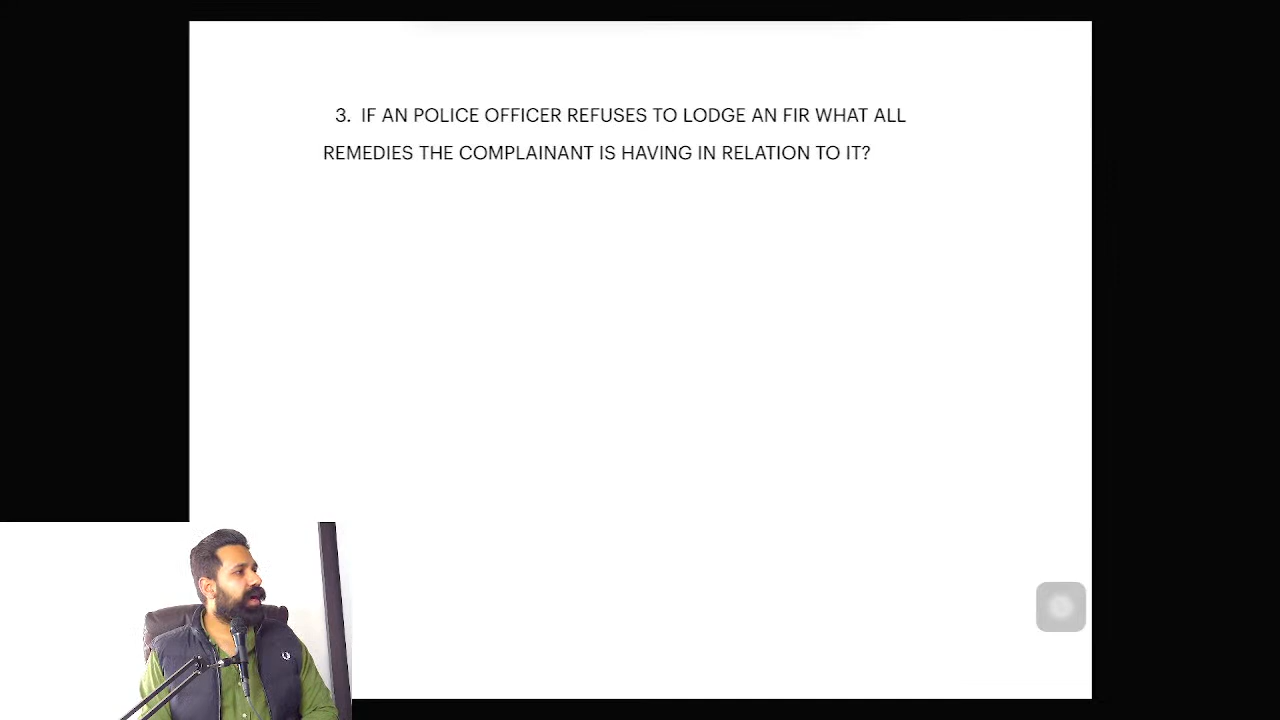 3. IF AN POLICE OFFICER REFUSES TO LODGE AN FIR WHAT ALL
REMEDIES THE COMPLAINANT IS HAVING IN RELATION TO IT?